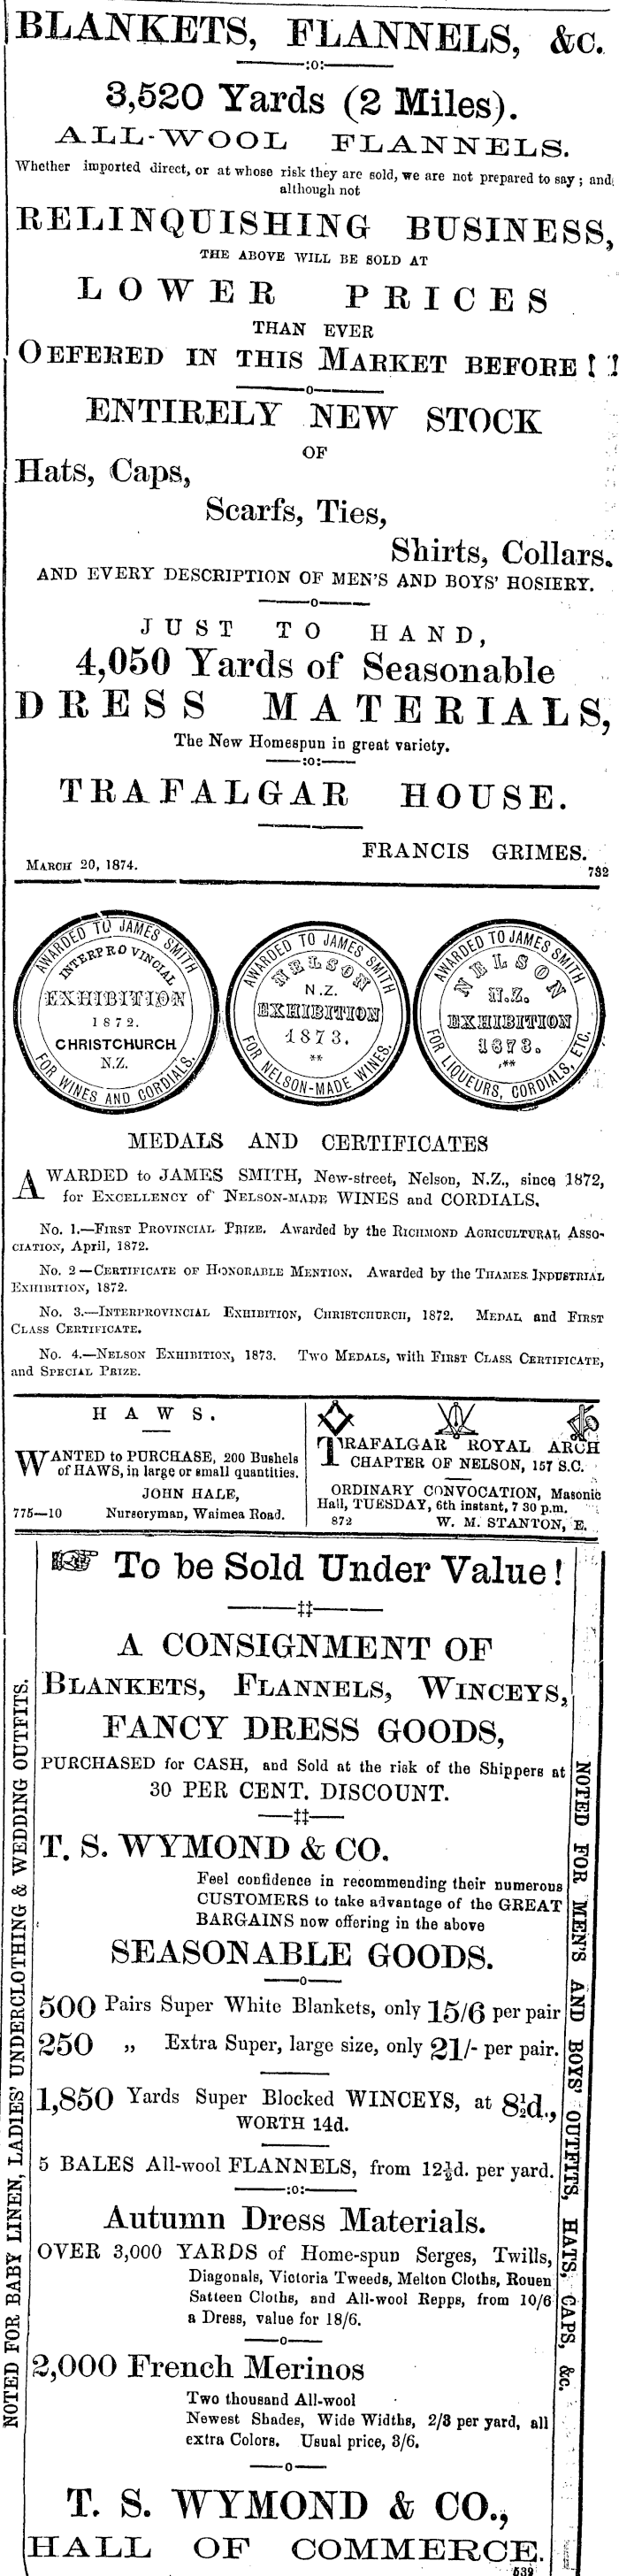 BLANKETS, FLANNELS, &c.
:o:
3,520 Yards (2 Miles).
ALL-WOOL FLANNELS.
Whether imported direct, or at whose risk they are sold, we are not prepared to say; and
although not
RELINQUISHING BUSINESS,
THE ABOVE WILL BE SOLD AT
LOWER PRICES
THAN EVER
OFFERED IN THIS MARKET BEFORE!!
o
ENTIRELY NEW STOCK
OF
Hats, Caps,
Scarfs, Ties,
Shirts, Collars.
AND EVERY DESCRIPTION OF MEN'S AND BOYS' HOSIERY.
o
JUST TO HAND,
4,050 Yards of Seasonable
DRESS MATERIALS,
The New Homespun in great variety.
:o:
TRAFALGAR HOUSE.
FRANCIS GRIMES.
MARCH 20, 1874. 732
AWARDED TO JAMES SMITH
INTERPROVINCIAL
EXHIBITION
1872.
CHRISTCHURCH
N.Z.
FOR WINES AND CORDIALS.
AWARDED TO JAMES SMITH
NELSON
N.Z.
EXHIBITION
1873.
**
FOR NELSON-MADE WINES.
AWARDED TO JAMES SMITH
NELSON
N.Z.
EXHIBITION
1873.
**
FOR LIQUEURS, CORDIALS, ETC.
MEDALS AND CERTIFICATES
AWARDED to JAMES SMITH, New-street, Nelson, N.Z., since 1872,
for EXCELLENCY of NELSON-MADE WINES and CORDIALS.
No. 1.—FIRST PROVINCIAL PRIZE. Awarded by the RICHMOND AGRICULTURAL ASSO-
CIATION, April, 1872.
No. 2—CERTIFICATE OF HONORABLE MENTION. Awarded by the THAMES INDUSTRIAL
EXHIBITION, 1872.
No. 3.—INTERPROVINCIAL EXHIBITION, CHRISTCHURCH, 1872. MEDAL and FIRST
CLASS CERTIFICATE.
No. 4.—NELSON EXHIBITION, 1873. TWO MEDALS, with FIRST CLASS CERTIFICATE,
and SPECIAL PRIZE.
HAWS.
WANTED to PURCHASE, 200 Bushels
of HAWS, in large or small quantities.
JOHN HALE,
775—10 Nurseryman, Waimea Road.
TRAFALGAR ROYAL ARCH
CHAPTER OF NELSON, 157 S.C.
ORDINARY CONVOCATION, Masonic
Hall, TUESDAY, 6th instant, 7 30 p.m.
872 W. M. STANTON, E.
NOTED FOR BABY LINEN, LADIES' UNDERCLOTHING & WEDDING OUTFITS.
To be Sold Under Value!
‡‡
A CONSIGNMENT OF
BLANKETS, FLANNELS, WINCEYS,
FANCY DRESS GOODS,
PURCHASED for CASH, and Sold at the risk of the Shippers at
30 PER CENT. DISCOUNT.
‡‡
T. S. WYMOND & CO.
Feel confidence in recommending their numerous
CUSTOMERS to take advantage of the GREAT
BARGAINS now offering in the above
SEASONABLE GOODS.
o
500 Pairs Super White Blankets, only 15/6 per pair
250 „ Extra Super, large size, only 21/- per pair.
1,850 Yards Super Blocked WINCEYS, at 8½d.,
WORTH 14d.
5 BALES All-wool FLANNELS, from 12½d. per yard.
:o:
Autumn Dress Materials.
OVER 3,000 YARDS of Home-spun Serges, Twills,
Diagonals, Victoria Tweeds, Melton Cloths, Rouen
Satteen Cloths, and All-wool Repps, from 10/6
a Dress, value for 18/6.
o
2,000 French Merinos
Two thousand All-wool
Newest Shades, Wide Widths, 2/3 per yard, all
extra Colors. Usual price, 3/6.
o
T. S. WYMOND & CO.,
HALL OF COMMERCE.
539
NOTED FOR MEN'S AND BOYS' OUTFITS, HATS, CAPS, &c.